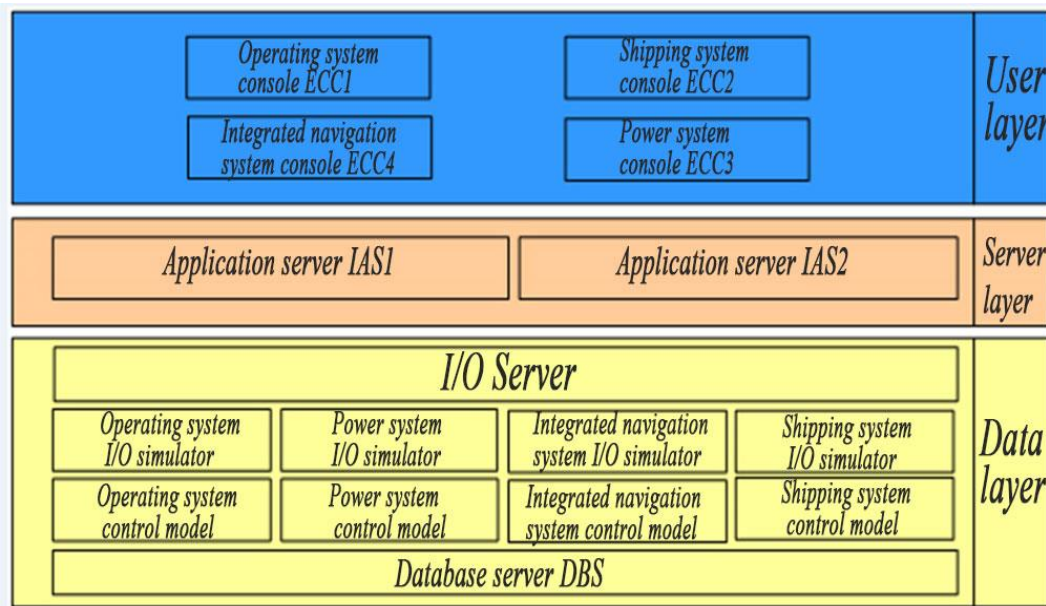 Operating system
console ECC1
Shipping system
console ECC2
Integrated navigation
system console ECC4
Power system
console ECC3
User
layer
Application server IAS1
Application server IAS2
Server
layer
I/O Server
Operating system
I/O simulator
Power system
I/O simulator
Integrated navigation
system I/O simulator
Shipping system
I/O simulator
Operating system
control model
Power system
control model
Integrated navigation
system control model
Shipping system
control model
Database server DBS
Data
layer